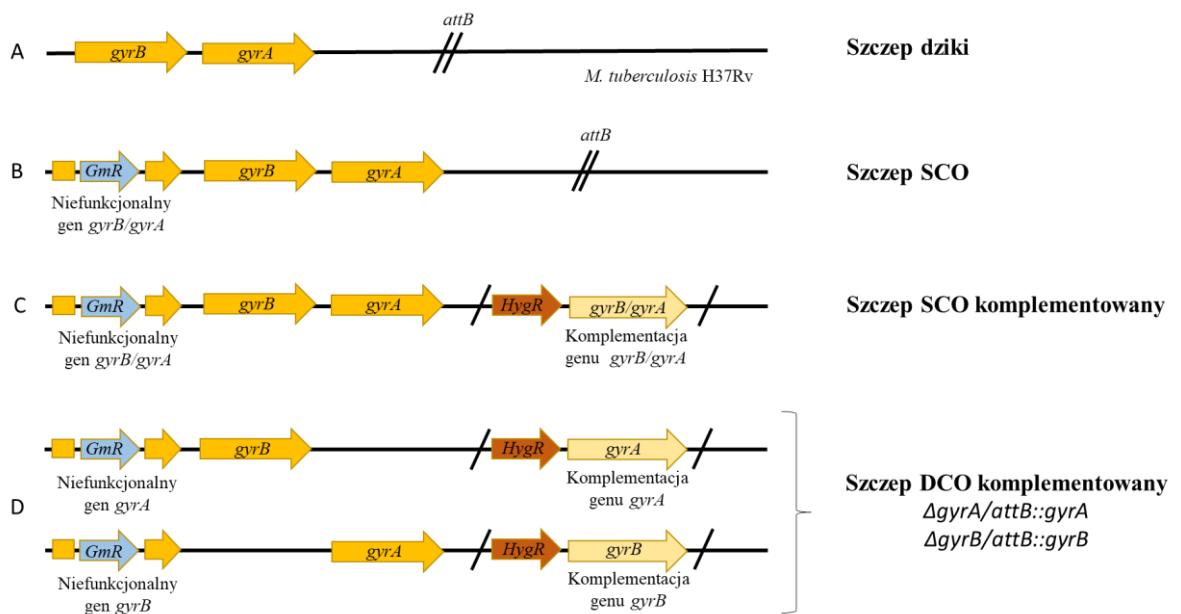 attB
A
gyrB
gyrA
Szczep dziki
M. tuberculosis H37Rv
attB
B
GmR
gyrB
gyrA
Szczep SCO
Niefunkcjonalny
gen gyrB/gyrA
C
GmR
gyrB
gyrA
HygR
gyrB/gyrA
Szczep SCO komplementowany
Niefunkcjonalny
gen gyrB/gyrA
Komplementacja
genu gyrB/gyrA
D
GmR
gyrB
HygR
gyrA
Niefunkcjonalny
gen gyrA
Komplementacja
genu gyrA
GmR
gyrA
HygR
gyrB
Niefunkcjonalny
gen gyrB
Komplementacja
genu gyrB
Szczep DCO komplementowany
ΔgyrA/attB::gyrA
ΔgyrB/attB::gyrB